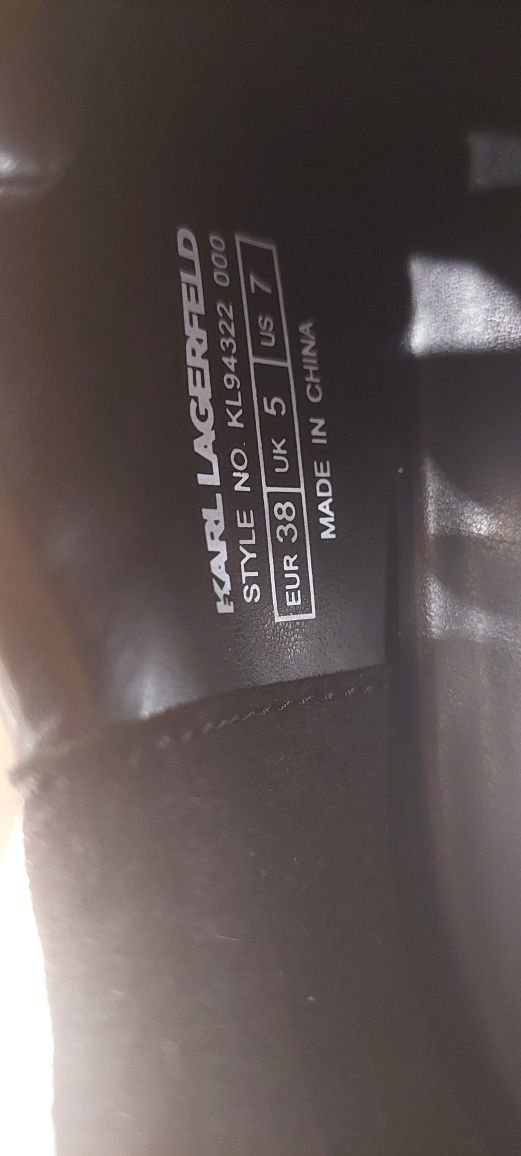 KARL LAGERFELD
STYLE NO. KL94322 000
EUR 38 UK 5 US 7
MADE IN CHINA